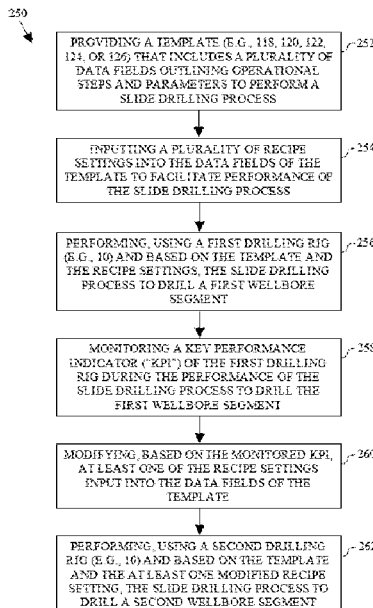 250
PROVIDING A TEMPLATE (E.G., 118, 120, 122,
124, OR 126) THAT INCLUDES A PLURALITY OF
DATA FIELDS OUTLINING OPERATIONAL
STEPS AND PARAMETERS TO PERFORM A
SLIDE DRILLING PROCESS
252
INPUTTING A PLURALITY OF RECIPE
SETTINGS INTO THE DATA FIELDS OF THE
TEMPLATE TO FACILITATE PERFORMANCE OF
THE SLIDE DRILLING PROCESS
254
PERFORMING, USING A FIRST DRILLING RIG
(E.G., 10) AND BASED ON THE TEMPLATE AND
THE RECIPE SETTINGS, THE SLIDE DRILLING
PROCESS TO DRILL A FIRST WELLBORE
SEGMENT
256
MONITORING A KEY PERFORMANCE
INDICATOR ("KPI") OF THE FIRST DRILLING
RIG DURING THE PERFORMANCE OF THE
SLIDE DRILLING PROCESS TO DRILL THE
FIRST WELLBORE SEGMENT
258
MODIFYING, BASED ON THE MONITORED KPI,
AT LEAST ONE OF THE RECIPE SETTINGS
INPUT INTO THE DATA FIELDS OF THE
TEMPLATE
260
PERFORMING, USING A SECOND DRILLING
RIG (E.G., 10) AND BASED ON THE TEMPLATE
AND THE AT LEAST ONE MODIFIED RECIPE
SETTING, THE SLIDE DRILLING PROCESS TO
DRILL A SECOND WELLBORE SEGMENT
262